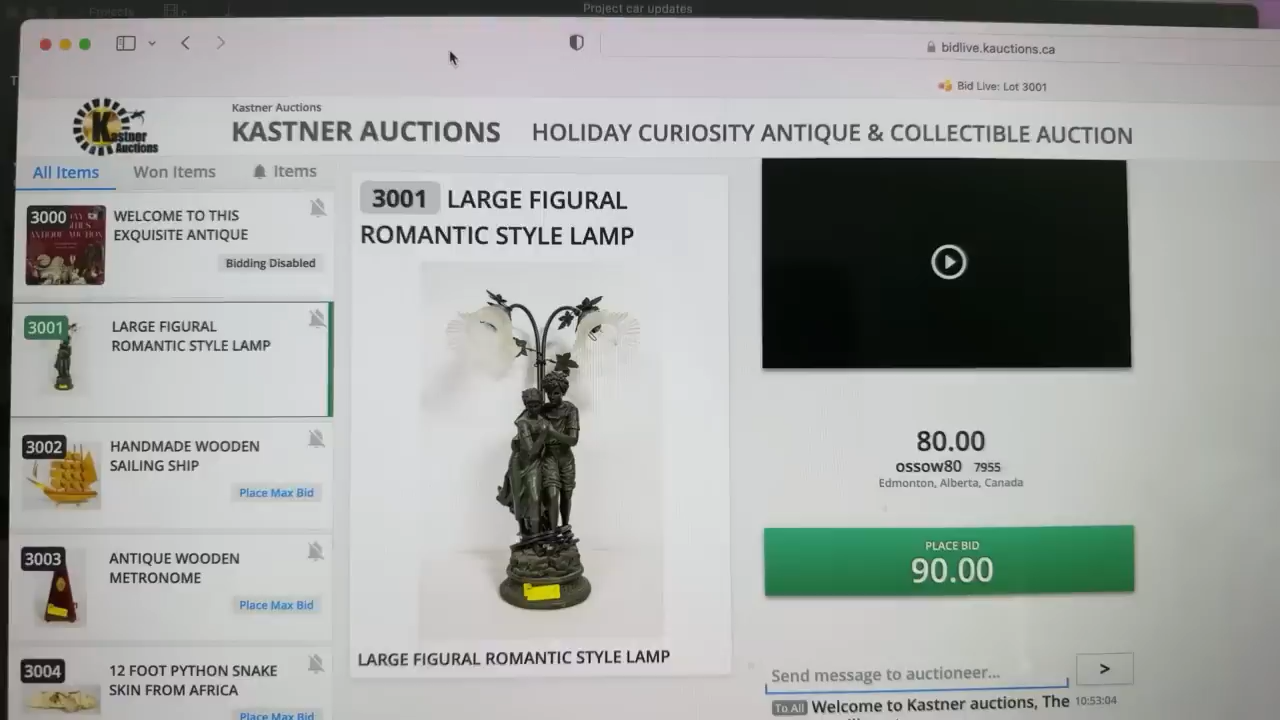 Project car updates
Projects
bidlive.kauctions.ca
Bid Live: Lot 3001
Kastner Auctions
Kastner Auctions
KASTNER AUCTIONS
HOLIDAY CURIOSITY ANTIQUE & COLLECTIBLE AUCTION
All Items
Won Items
Items
3000
WELCOME TO THIS
EXQUISITE ANTIQUE
Bidding Disabled
3001
LARGE FIGURAL
ROMANTIC STYLE LAMP
3002
HANDMADE WOODEN
SAILING SHIP
Place Max Bid
3003
ANTIQUE WOODEN
METRONOME
Place Max Bid
3004
12 FOOT PYTHON SNAKE
SKIN FROM AFRICA
Place Max Bid
3001 LARGE FIGURAL
ROMANTIC STYLE LAMP
LARGE FIGURAL ROMANTIC STYLE LAMP
80.00
ossow80 7955
Edmonton, Alberta, Canada
PLACE BID
90.00
Send message to auctioneer...
>
To All Welcome to Kastner auctions, The 10:53:04